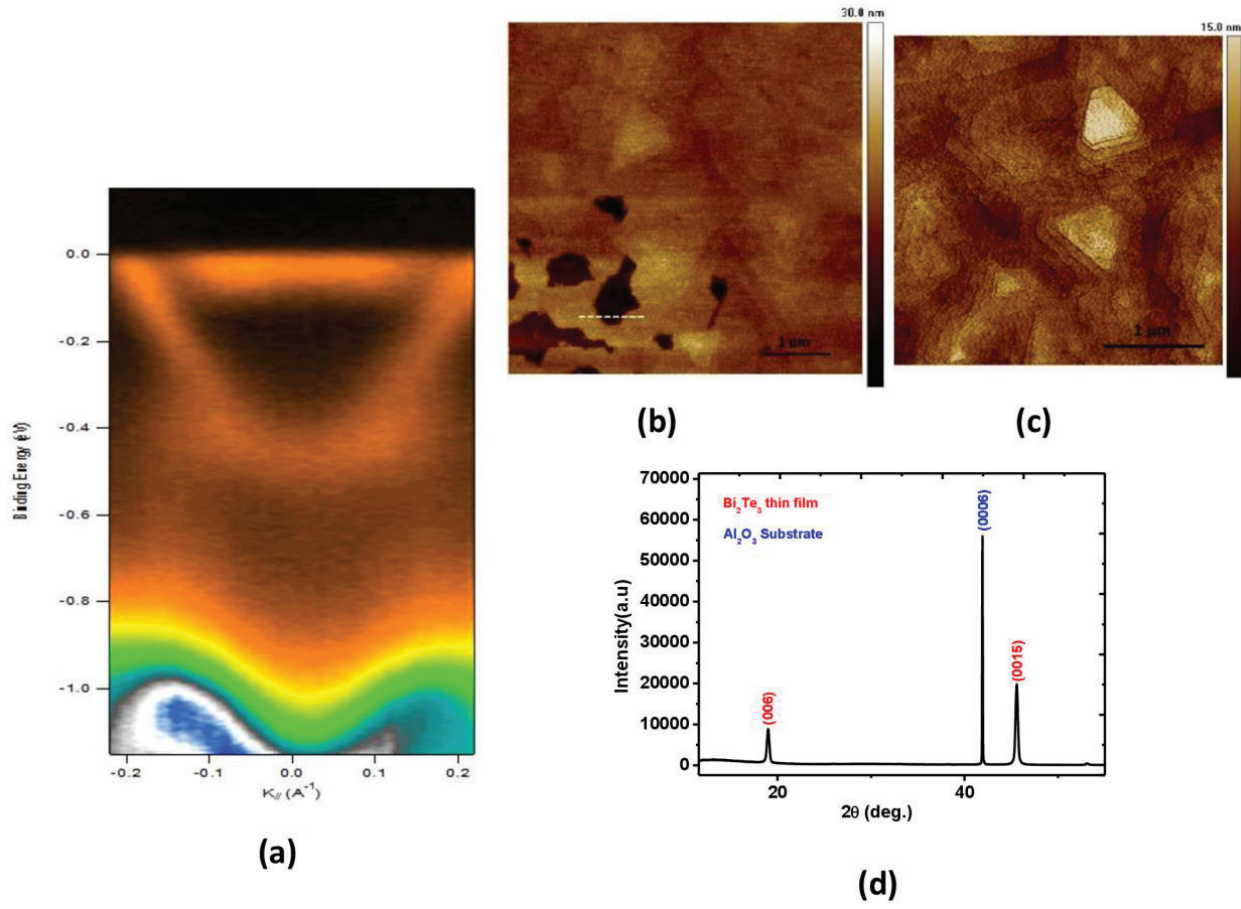 0.0
-0.2
-0.4
-0.6
-0.8
-1.0
Binding Energy (eV)
-0.2 -0.1 0.0 0.1 0.2
K// (A⁻¹)
(a)
30.0 nm
1 µm
(b)
15.0 nm
1 µm
(c)
70000
60000
50000
40000
30000
20000
10000
0
Intensity(a.u)
Bi₂Te₃ thin film
Al₂O₃ Substrate
(006)
(0006)
(0015)
20 40
2θ (deg.)
(d)